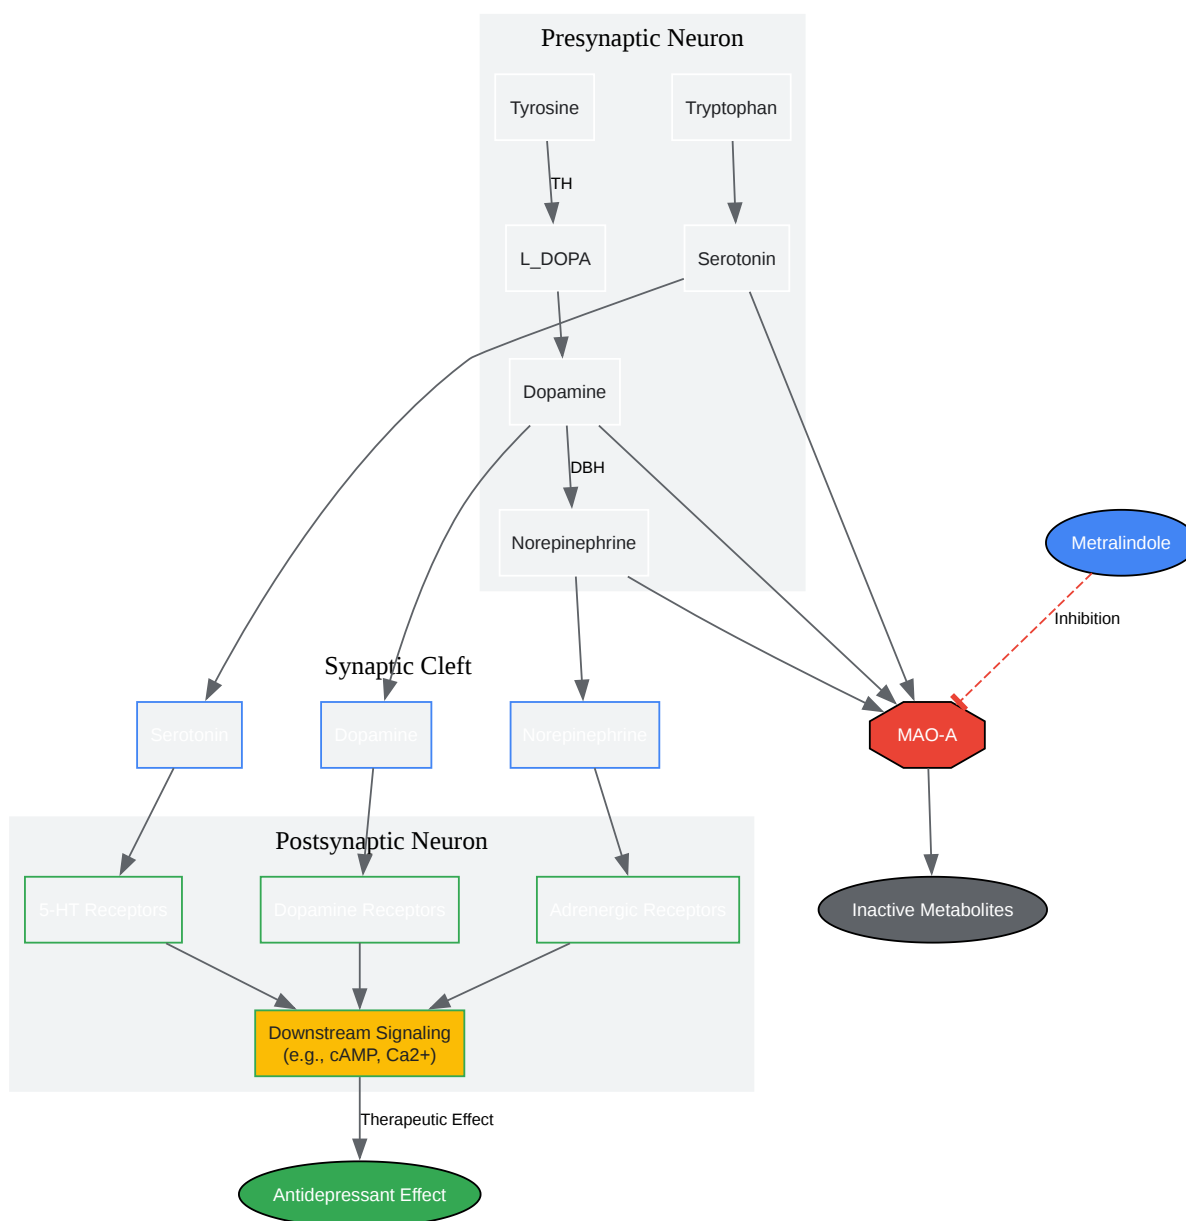 Presynaptic Neuron
Tyrosine
Tryptophan
TH
L_DOPA
Serotonin
Dopamine
DBH
Norepinephrine
Metralindole
Inhibition
Synaptic Cleft
Serotonin
Dopamine
Norepinephrine
MAO-A
Postsynaptic Neuron
5-HT Receptors
Dopamine Receptors
Adrenergic Receptors
Inactive Metabolites
Downstream Signaling
(e.g., cAMP, Ca2+)
Therapeutic Effect
Antidepressant Effect